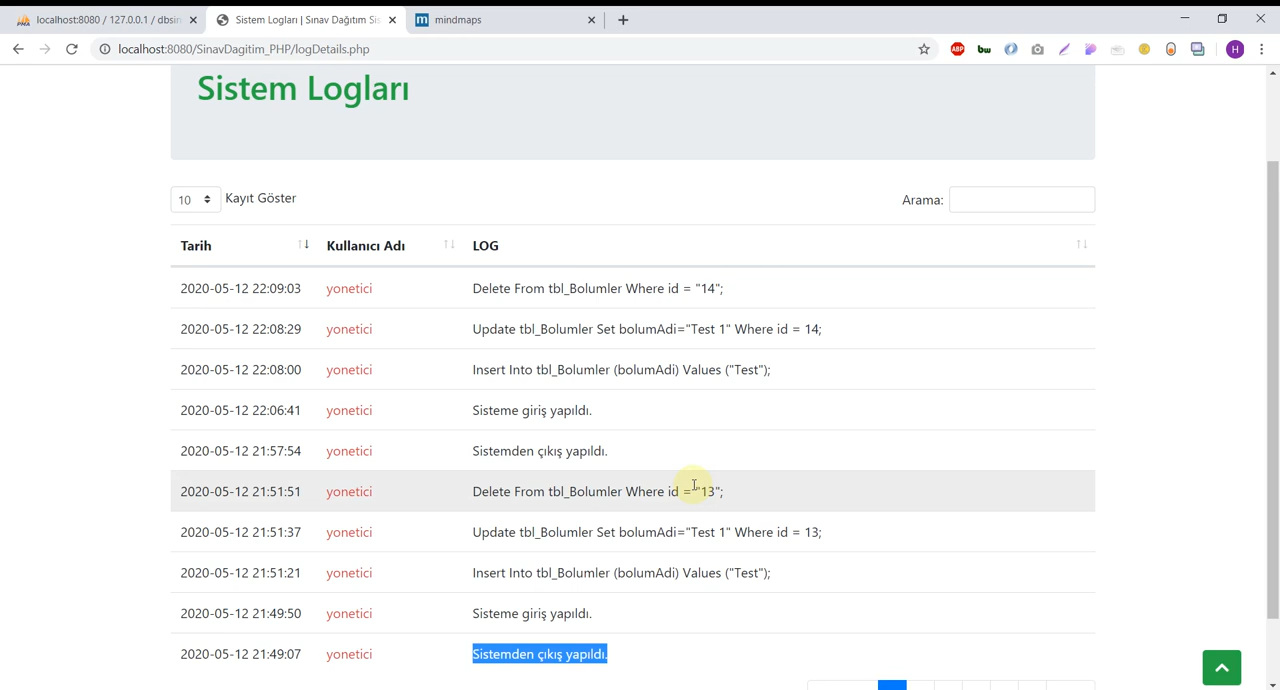 localhost:8080 / 127.0.0.1 / dbsin
Sistem Logları | Sınav Dağıtım Sis
mindmaps
localhost:8080/SinavDagitim_PHP/logDetails.php
ABP
bw
H
Sistem Logları
10 Kayıt Göster
Arama:
Tarih Kullanıcı Adı LOG
2020-05-12 22:09:03 yonetici Delete From tbl_Bolumler Where id = "14";
2020-05-12 22:08:29 yonetici Update tbl_Bolumler Set bolumAdi="Test 1" Where id = 14;
2020-05-12 22:08:00 yonetici Insert Into tbl_Bolumler (bolumAdi) Values ("Test");
2020-05-12 22:06:41 yonetici Sisteme giriş yapıldı.
2020-05-12 21:57:54 yonetici Sistemden çıkış yapıldı.
2020-05-12 21:51:51 yonetici Delete From tbl_Bolumler Where id = "13";
2020-05-12 21:51:37 yonetici Update tbl_Bolumler Set bolumAdi="Test 1" Where id = 13;
2020-05-12 21:51:21 yonetici Insert Into tbl_Bolumler (bolumAdi) Values ("Test");
2020-05-12 21:49:50 yonetici Sisteme giriş yapıldı.
2020-05-12 21:49:07 yonetici Sistemden çıkış yapıldı.